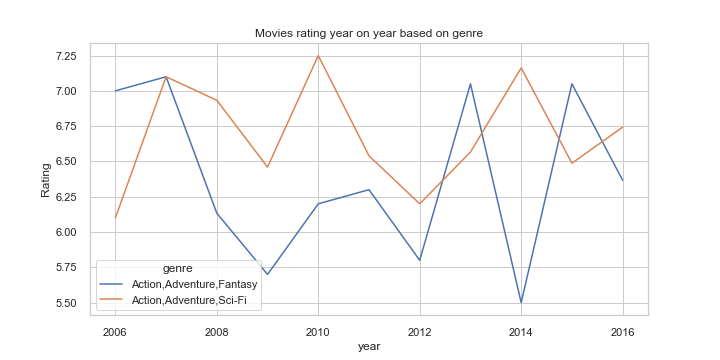 Movies rating year on year based on genre
7.25
7.00
6.75
6.50
6.25
6.00
5.75
5.50
Rating
genre
Action,Adventure,Fantasy
Action,Adventure,Sci-Fi
2006 2008 2010 2012 2014 2016
year